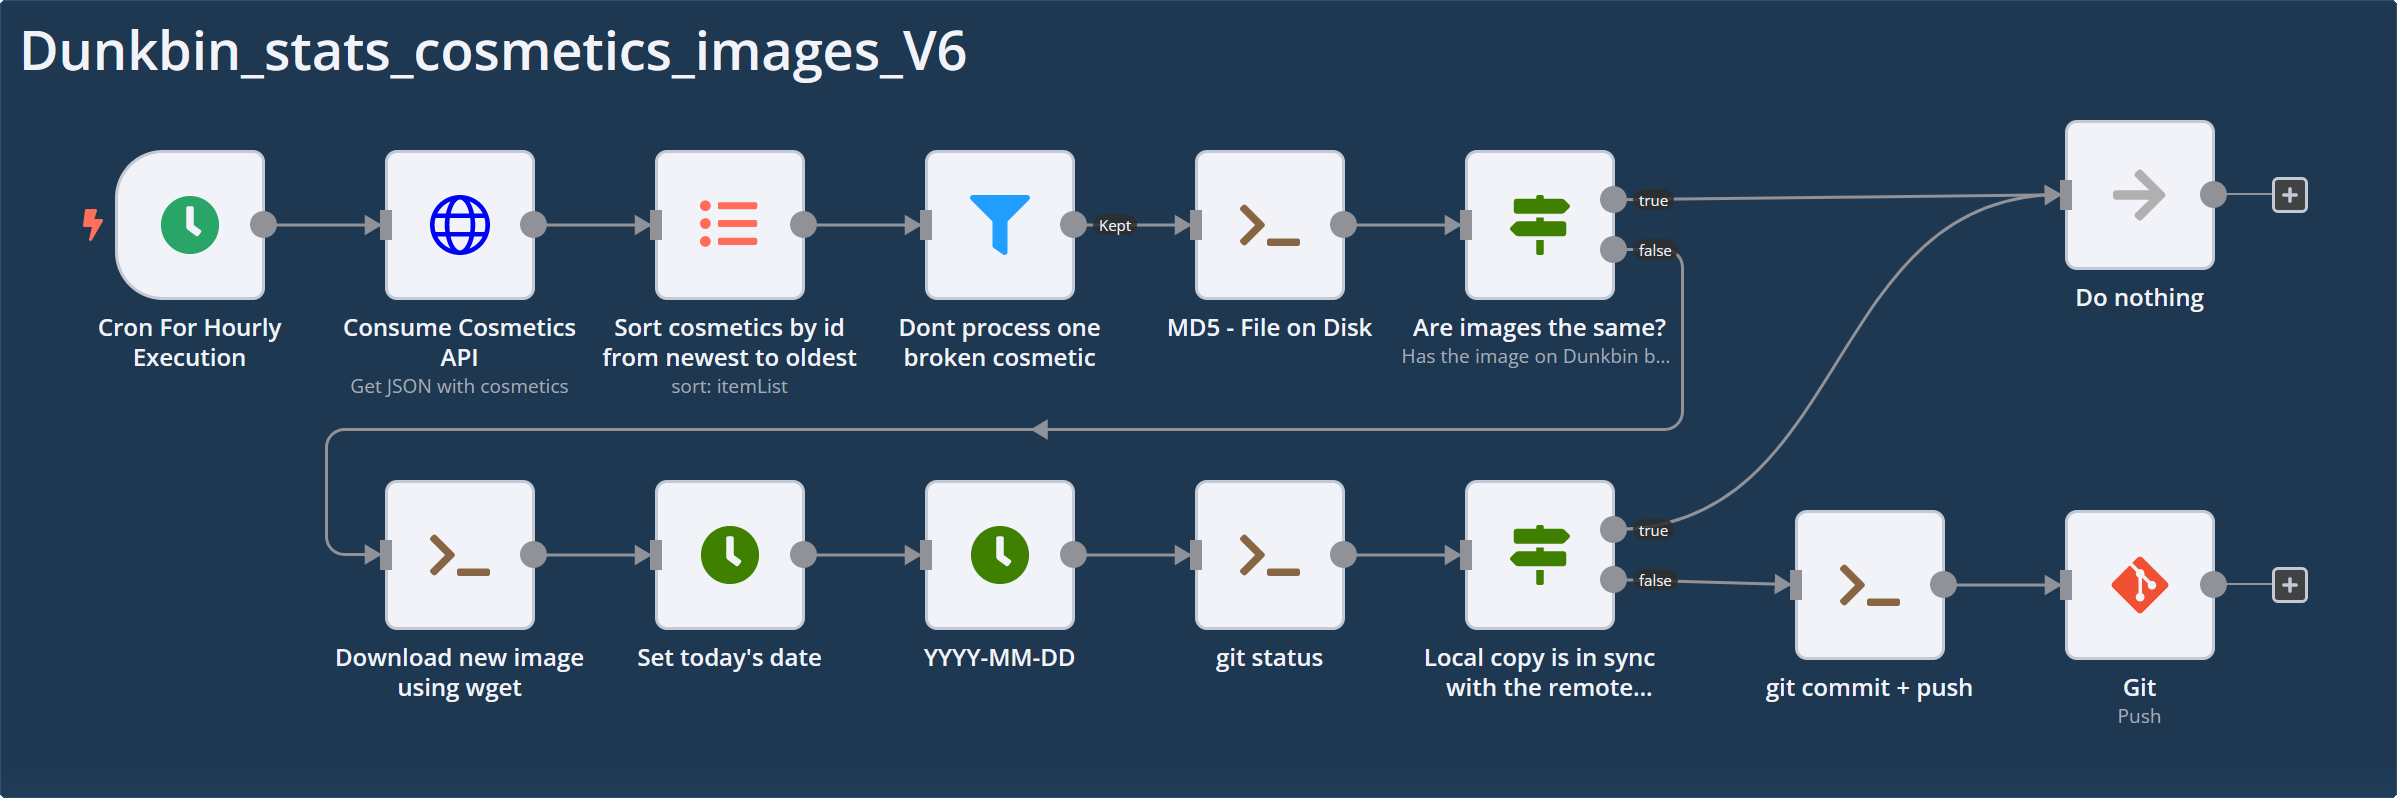 Dunkbin_stats_cosmetics_images_V6
Cron For Hourly
Execution
Consume Cosmetics
API
Get JSON with cosmetics
Sort cosmetics by id
from newest to oldest
sort: itemList
Dont process one
broken cosmetic
Kept
MD5 - File on Disk
Are images the same?
Has the image on Dunkbin b...
true
false
Do nothing
Download new image
using wget
Set today's date
YYYY-MM-DD
git status
Local copy is in sync
with the remote...
true
false
git commit + push
Git
Push